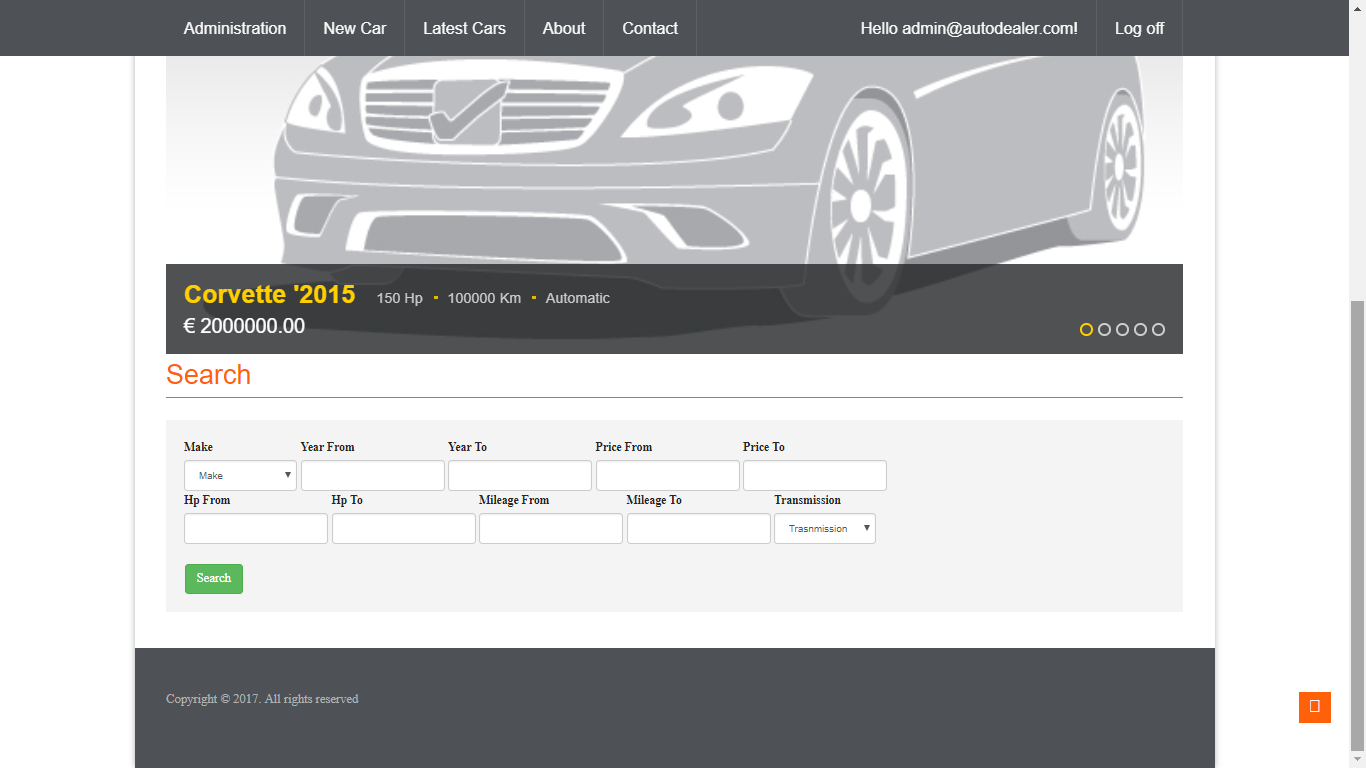 Administration New Car Latest Cars About Contact Hello admin@autodealer.com! Log off
Corvette '2015 150 Hp 100000 Km Automatic
€ 2000000.00
Search
Make Year From Year To Price From Price To
Make
Hp From Hp To Mileage From Mileage To Transmission
Trasnmission
Search
Copyright © 2017. All rights reserved